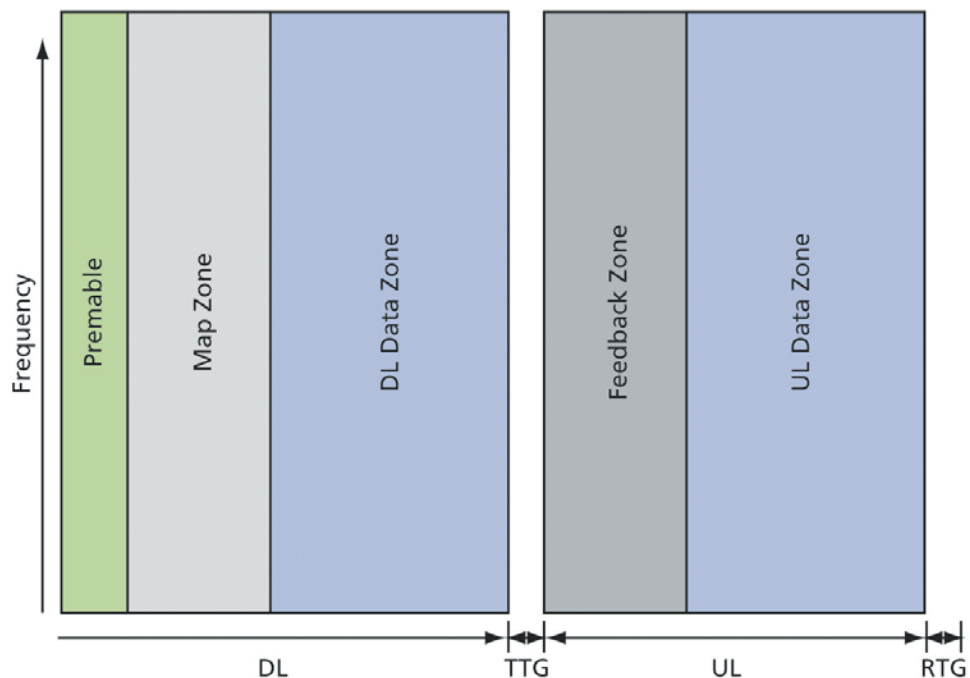 Frequency
Premable
Map Zone
DL Data Zone
Feedback Zone
UL Data Zone
DL
TTG
UL
RTG